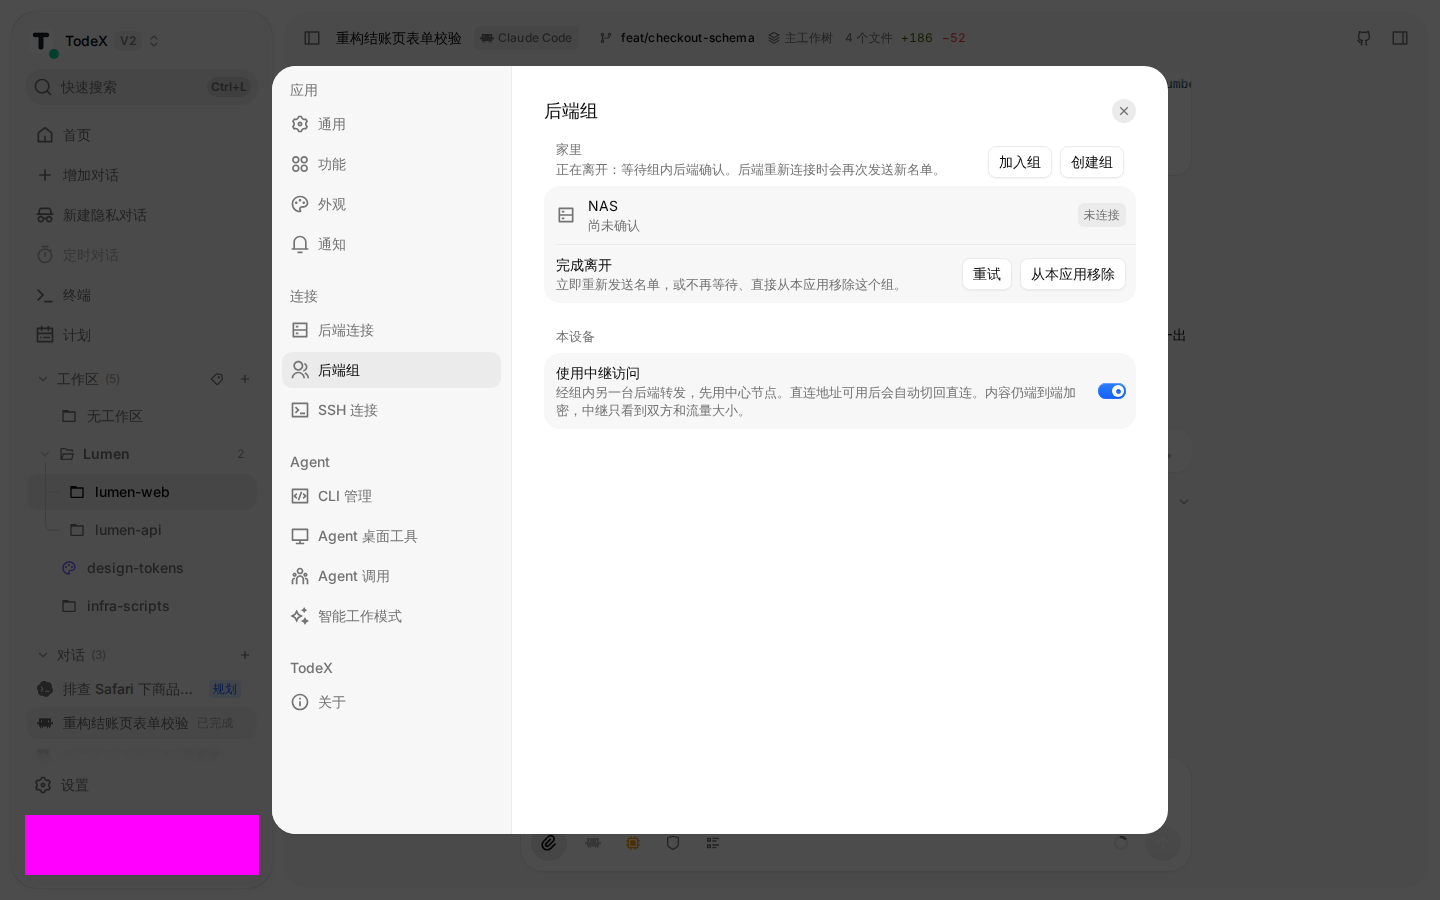 TodeX V2
快速搜索 Ctrl+L
首页
增加对话
新建隐私对话
定时对话
终端
计划
工作区 (5)
无工作区
Lumen 2
lumen-web
lumen-api
design-tokens
infra-scripts
对话 (3)
排查 Safari 下商品... 规划
重构结账页表单校验 已完成
设置
重构结账页表单校验 Claude Code feat/checkout-schema 主工作树 4 个文件 +186 −52
应用
通用
功能
外观
通知
连接
后端连接
后端组
SSH 连接
Agent
CLI 管理
Agent 桌面工具
Agent 调用
智能工作模式
TodeX
关于
后端组
家里
正在离开：等待组内后端确认。后端重新连接时会再次发送新名单。
加入组 创建组
NAS
尚未确认
未连接
完成离开
立即重新发送名单，或不再等待、直接从本应用移除这个组。
重试 从本应用移除
本设备
使用中继访问
经组内另一台后端转发，先用中心节点。直连地址可用后会自动切回直连。内容仍端到端加
密，中继只看到双方和流量大小。
出